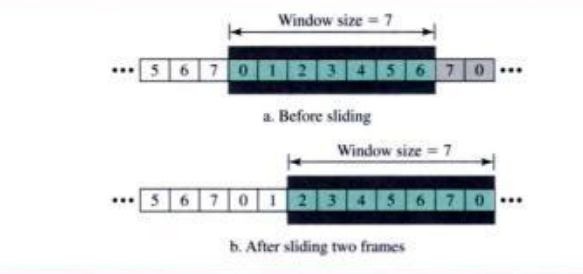 Window size = 7
••• 5 6 7 0 1 2 3 4 5 6 7 0 •••
a. Before sliding
Window size = 7
••• 5 6 7 0 1 2 3 4 5 6 7 0 •••
b. After sliding two frames